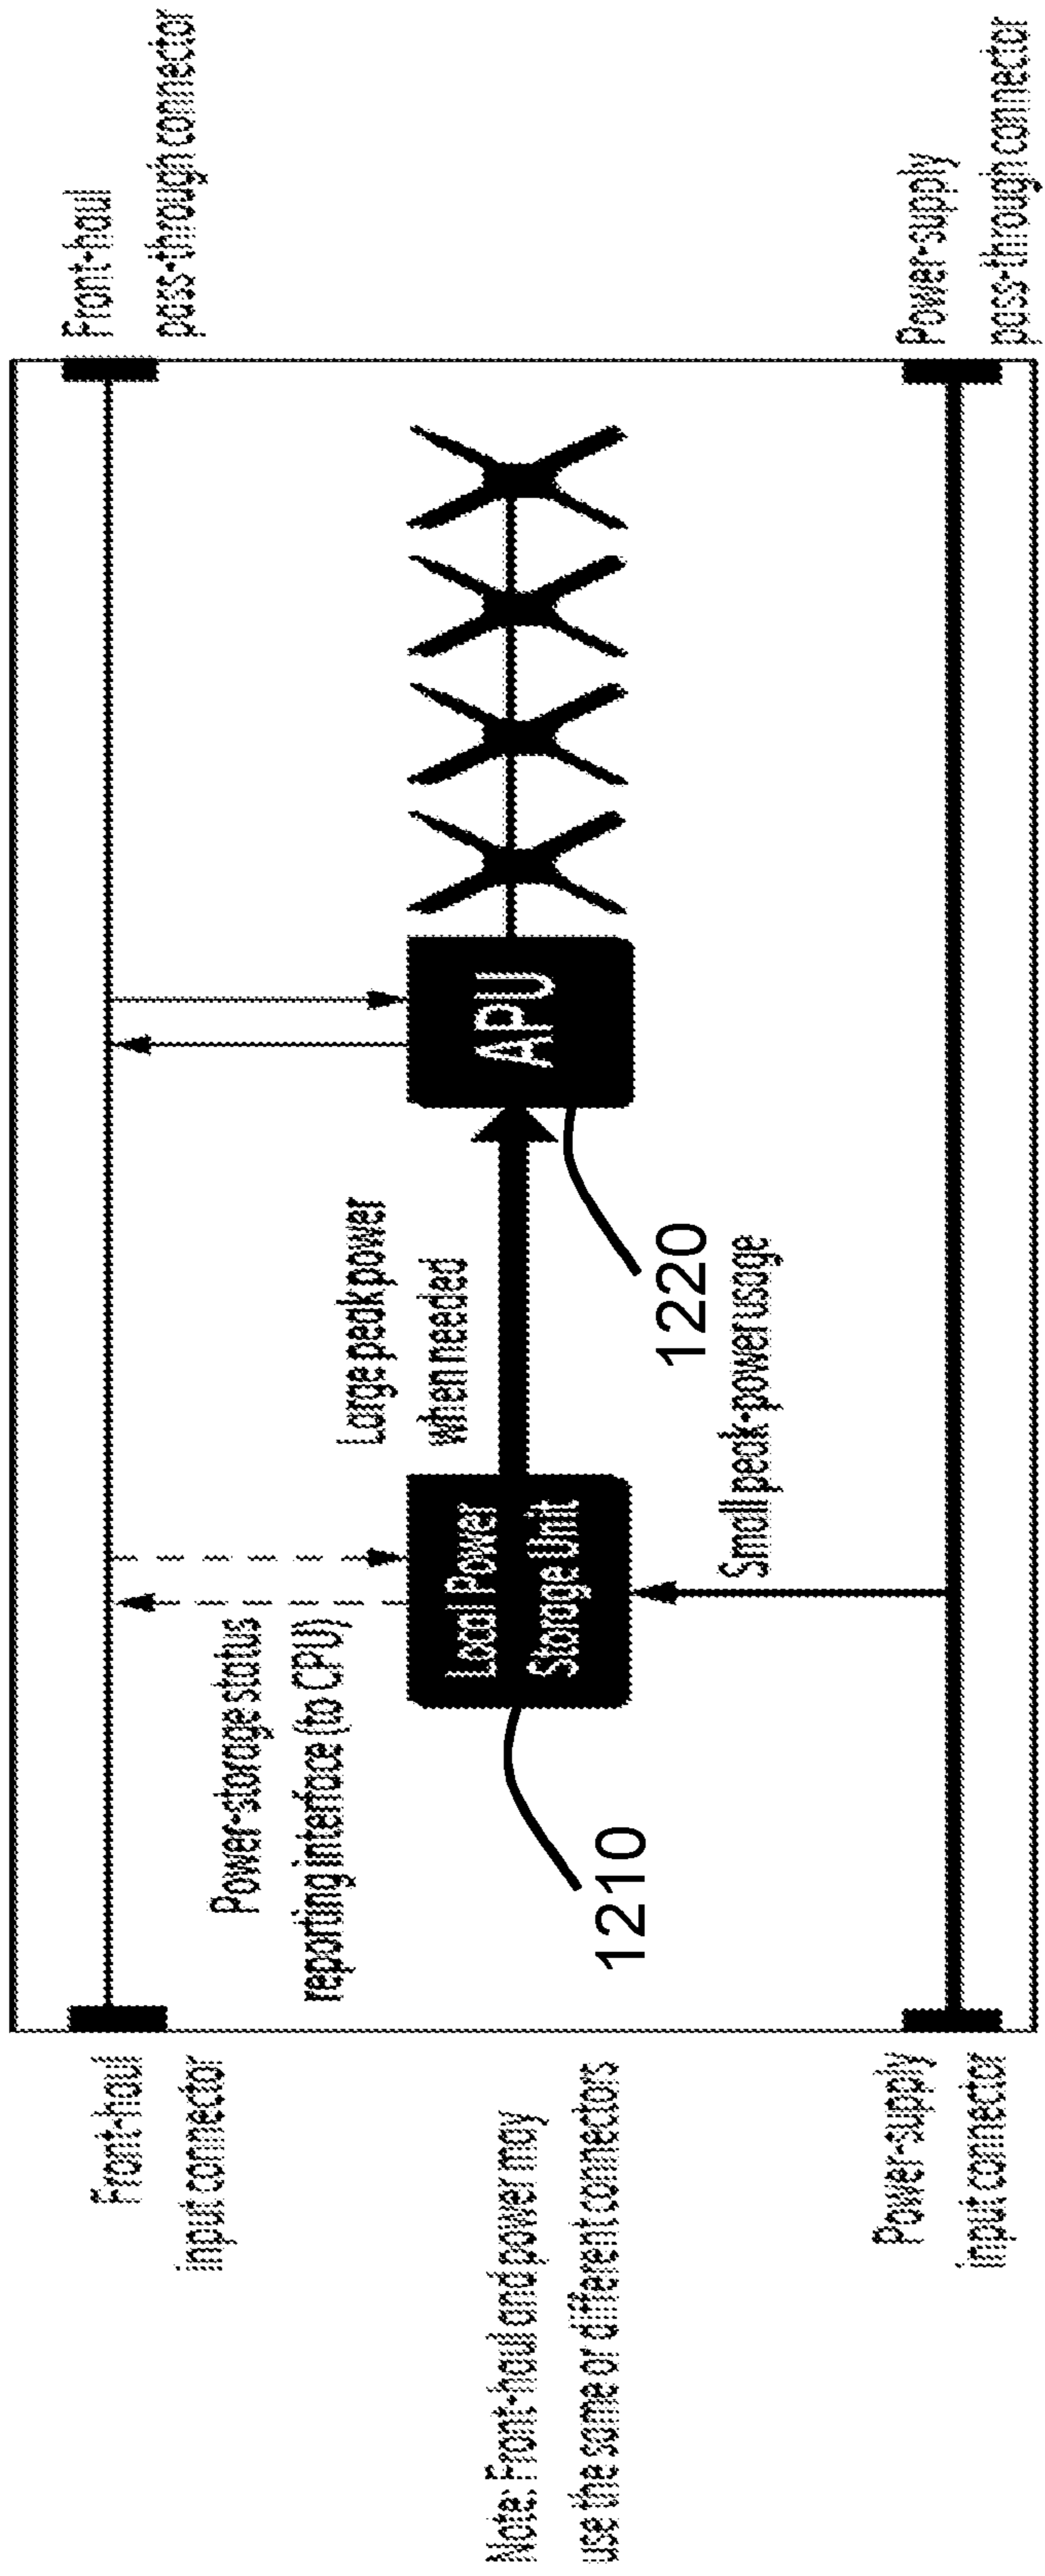 Front-haul
input connector
Front-haul
pass-through connector
Power-storage status
reporting interface (to CPU)
Large peak power
when needed
Local Power
Storage Unit
APU
1210
1220
Small peak-power usage
Note: Front-haul and power may
use the same or different connectors
Power-supply
input connector
Power-supply
pass-through connector